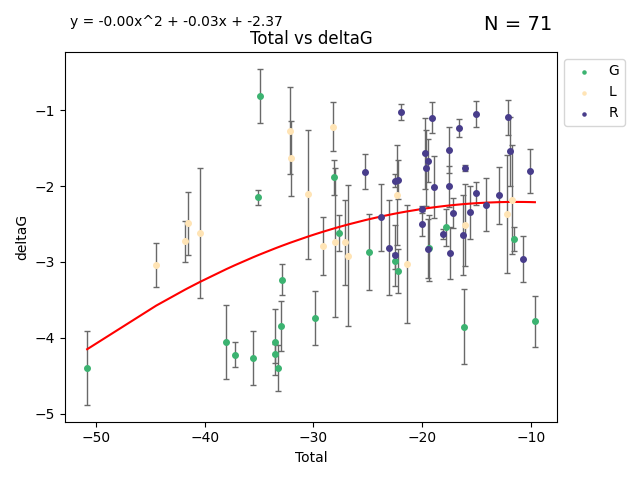 y = -0.00x^2 + -0.03x + -2.37
N = 71
Total vs deltaG
G
L
R
−1
−2
−3
−4
−5
deltaG
−50 −40 −30 −20 −10
Total